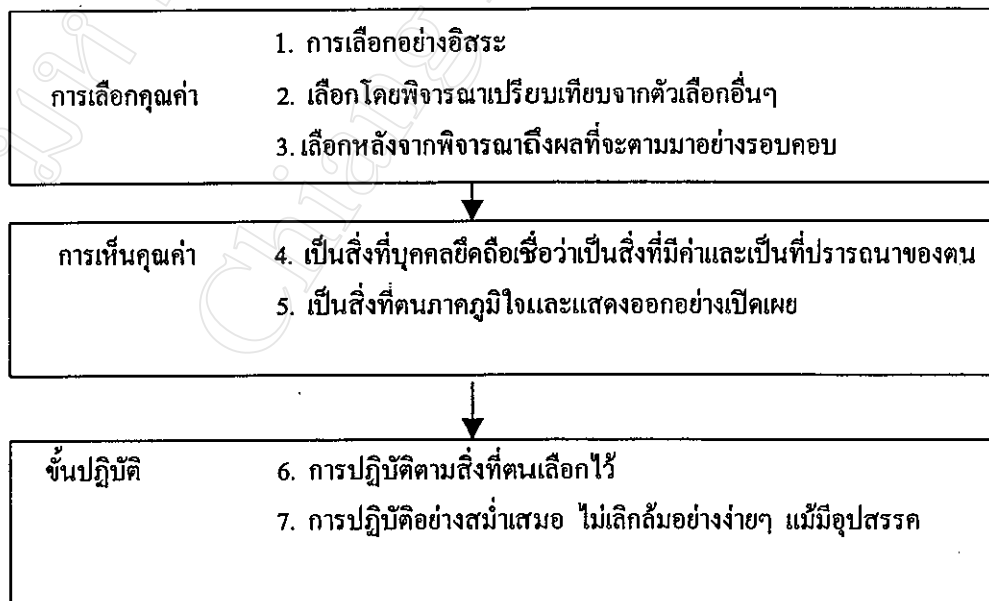 1. การเลือกอย่างอิสระ
การเลือกคุณค่า 2. เลือกโดยพิจารณาเปรียบเทียบจากตัวเลือกอื่นๆ
3. เลือกหลังจากพิจารณาถึงผลที่จะตามมาอย่างรอบคอบ
การเห็นคุณค่า 4. เป็นสิ่งที่บุคคลยึดถือเชื่อว่าเป็นสิ่งที่มีค่าและเป็นที่ปรารถนาของตน
5. เป็นสิ่งที่ตนภาคภูมิใจและแสดงออกอย่างเปิดเผย
ขั้นปฏิบัติ 6. การปฏิบัติตามสิ่งที่ตนเลือกไว้
7. การปฏิบัติอย่างสม่ำเสมอ ไม่เลิกล้มอย่างง่ายๆ แม้มีอุปสรรค
Chiang